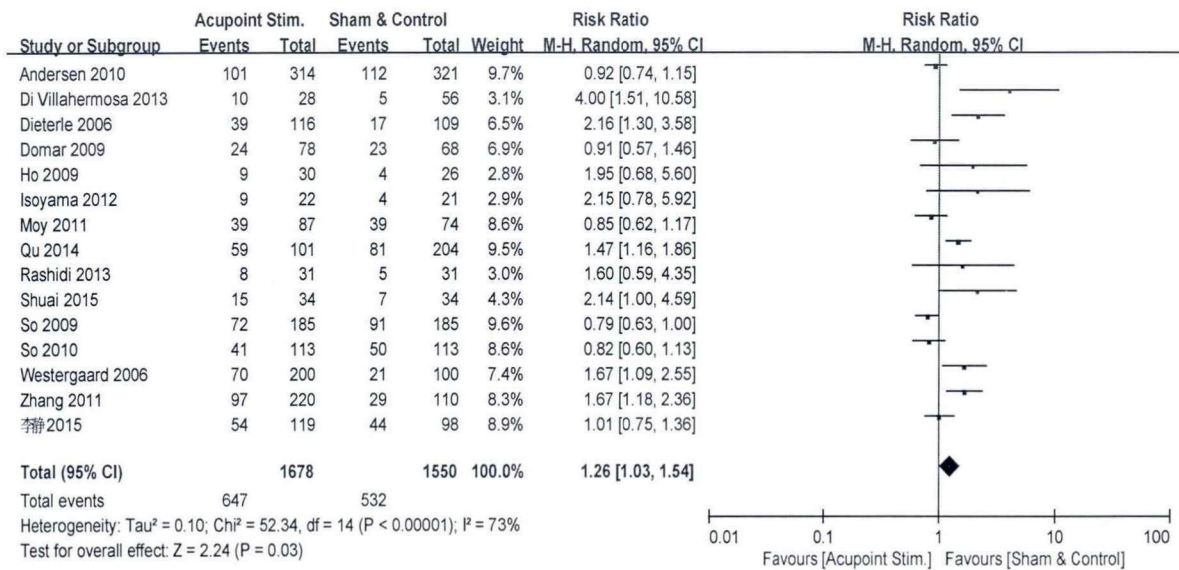 Acupoint Stim. Sham & Control Risk Ratio Risk Ratio
Study or Subgroup Events Total Events Total Weight M-H, Random, 95% CI M-H, Random, 95% CI
Andersen 2010 101 314 112 321 9.7% 0.92 [0.74, 1.15]
Di Villahermosa 2013 10 28 5 56 3.1% 4.00 [1.51, 10.58]
Dieterle 2006 39 116 17 109 6.5% 2.16 [1.30, 3.58]
Domar 2009 24 78 23 68 6.9% 0.91 [0.57, 1.46]
Ho 2009 9 30 4 26 2.8% 1.95 [0.68, 5.60]
Isoyama 2012 9 22 4 21 2.9% 2.15 [0.78, 5.92]
Moy 2011 39 87 39 74 8.6% 0.85 [0.62, 1.17]
Qu 2014 59 101 81 204 9.5% 1.47 [1.16, 1.86]
Rashidi 2013 8 31 5 31 3.0% 1.60 [0.59, 4.35]
Shuai 2015 15 34 7 34 4.3% 2.14 [1.00, 4.59]
So 2009 72 185 91 185 9.6% 0.79 [0.63, 1.00]
So 2010 41 113 50 113 8.6% 0.82 [0.60, 1.13]
Westergaard 2006 70 200 21 100 7.4% 1.67 [1.09, 2.55]
Zhang 2011 97 220 29 110 8.3% 1.67 [1.18, 2.36]
李静2015 54 119 44 98 8.9% 1.01 [0.75, 1.36]
Total (95% CI) 1678 1550 100.0% 1.26 [1.03, 1.54]
Total events 647 532
Heterogeneity: Tau² = 0.10; Chi² = 52.34, df = 14 (P < 0.00001); I² = 73%
Test for overall effect: Z = 2.24 (P = 0.03)
0.01 0.1 1 10 100
Favours [Acupoint Stim.] Favours [Sham & Control]